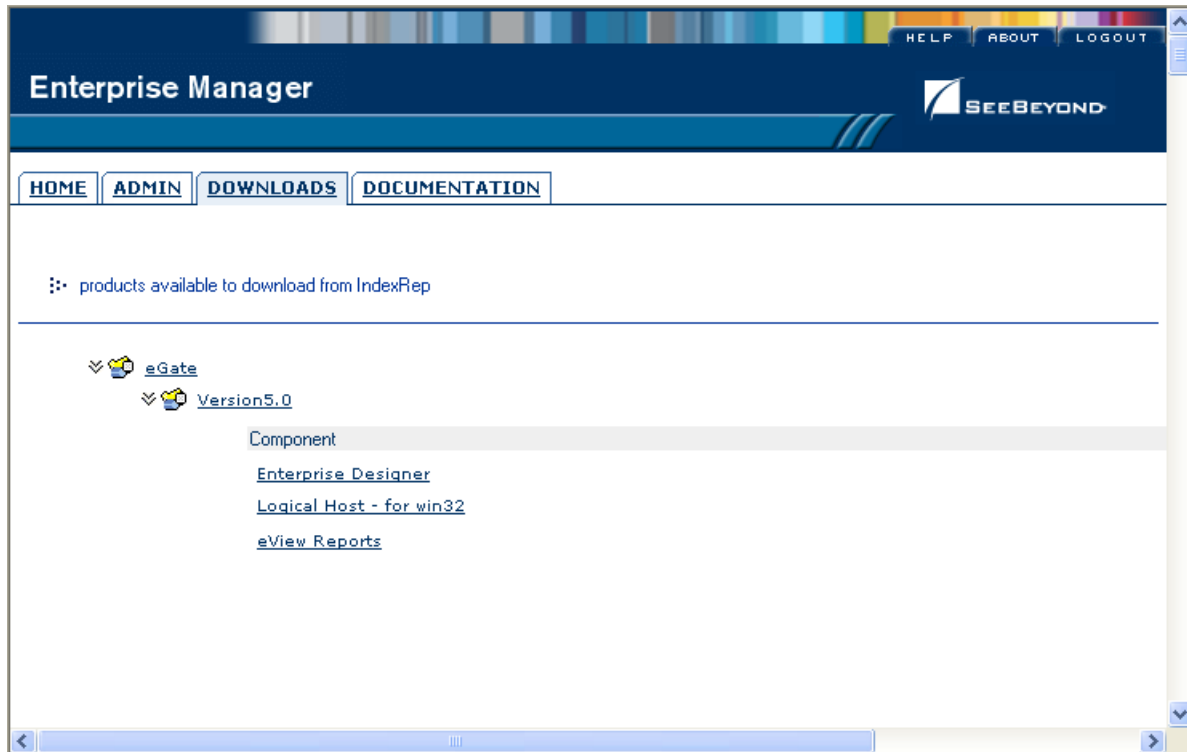 HELP ABOUT LOGOUT
Enterprise Manager
SEEBEYOND
HOME ADMIN DOWNLOADS DOCUMENTATION
products available to download from IndexRep
eGate
Version5.0
Component
Enterprise Designer
Logical Host - for win32
eView Reports